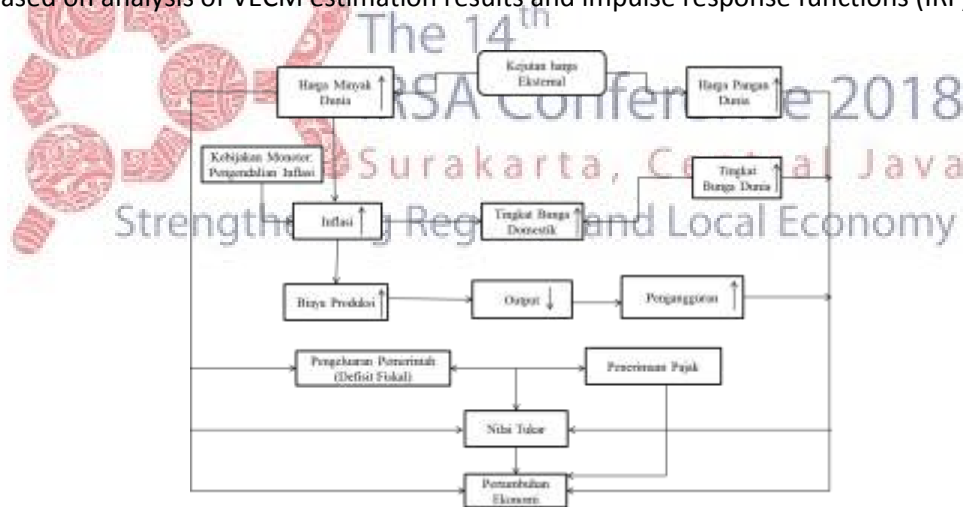 based on analysis of VECM estimation results and impulse response functions (IRF
The 14th
RSA Conference 2018
Surakarta, Central Java
Strengthening Regional and Local Economy
Kejutan harga
Eksternal
Harga Minyak
Dunia
Harga Pangan
Dunia
Kebijakan Moneter:
Pengendalian Inflasi
Tingkat
Bunga Dunia
Inflasi
Tingkat Bunga
Domestik
Biaya Produksi
Output
Pengangguran
Pengeluaran Pemerintah
(Defisit Fiskal)
Penerimaan Pajak
Nilai Tukar
Pertumbuhan
Ekonomi